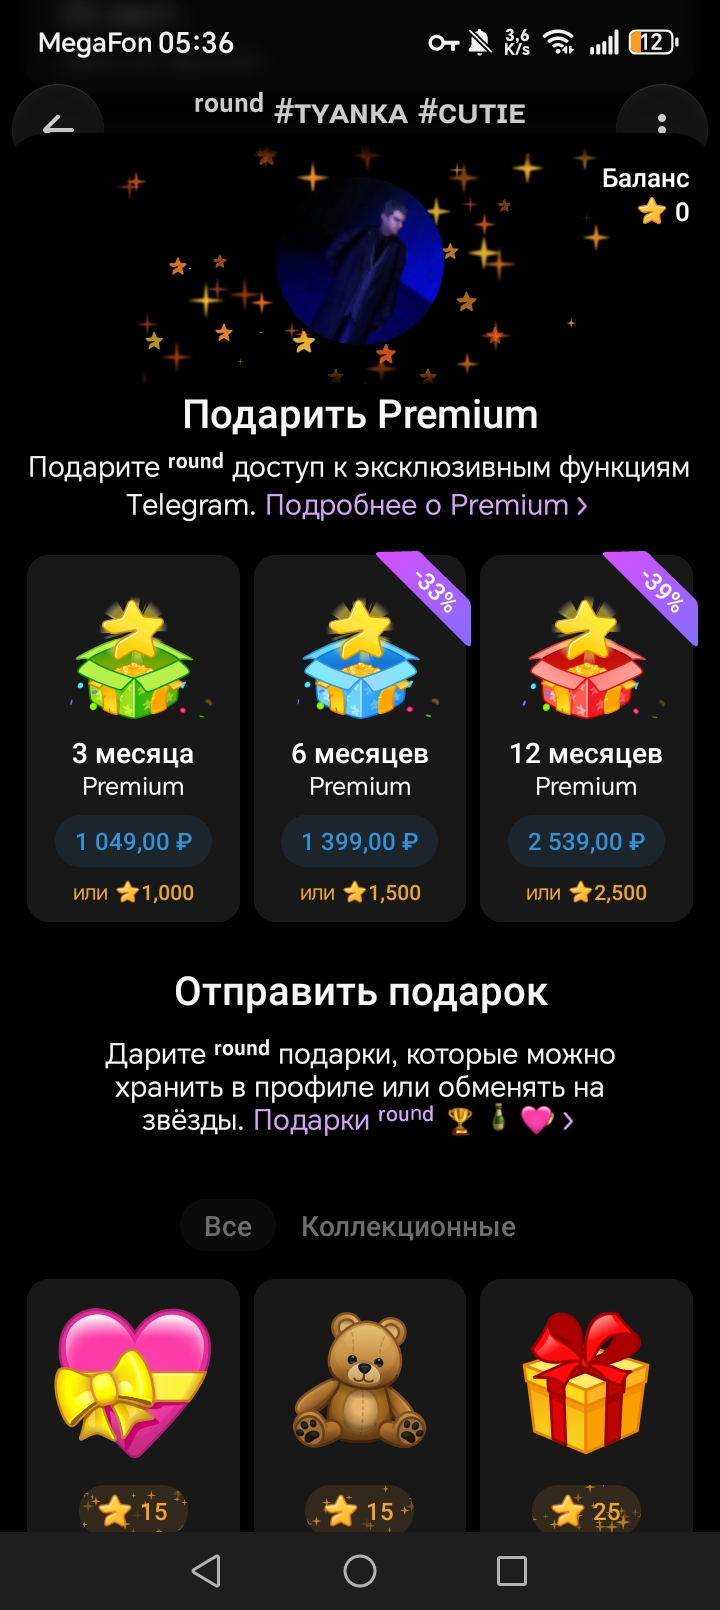 MegaFon 05:36
3,6 K/s
12
round #TYANKA #CUTIE
Баланс
0
Подарить Premium
Подарите round доступ к эксклюзивным функциям
Telegram. Подробнее о Premium
-33%
-39%
3 месяца
6 месяцев
12 месяцев
Premium
Premium
Premium
1 049,00 ₽
1 399,00 ₽
2 539,00 ₽
или 1,000
или 1,500
или 2,500
Отправить подарок
Дарите round подарки, которые можно
хранить в профиле или обменять на
звёзды. Подарки round
Все
Коллекционные
15
15
25